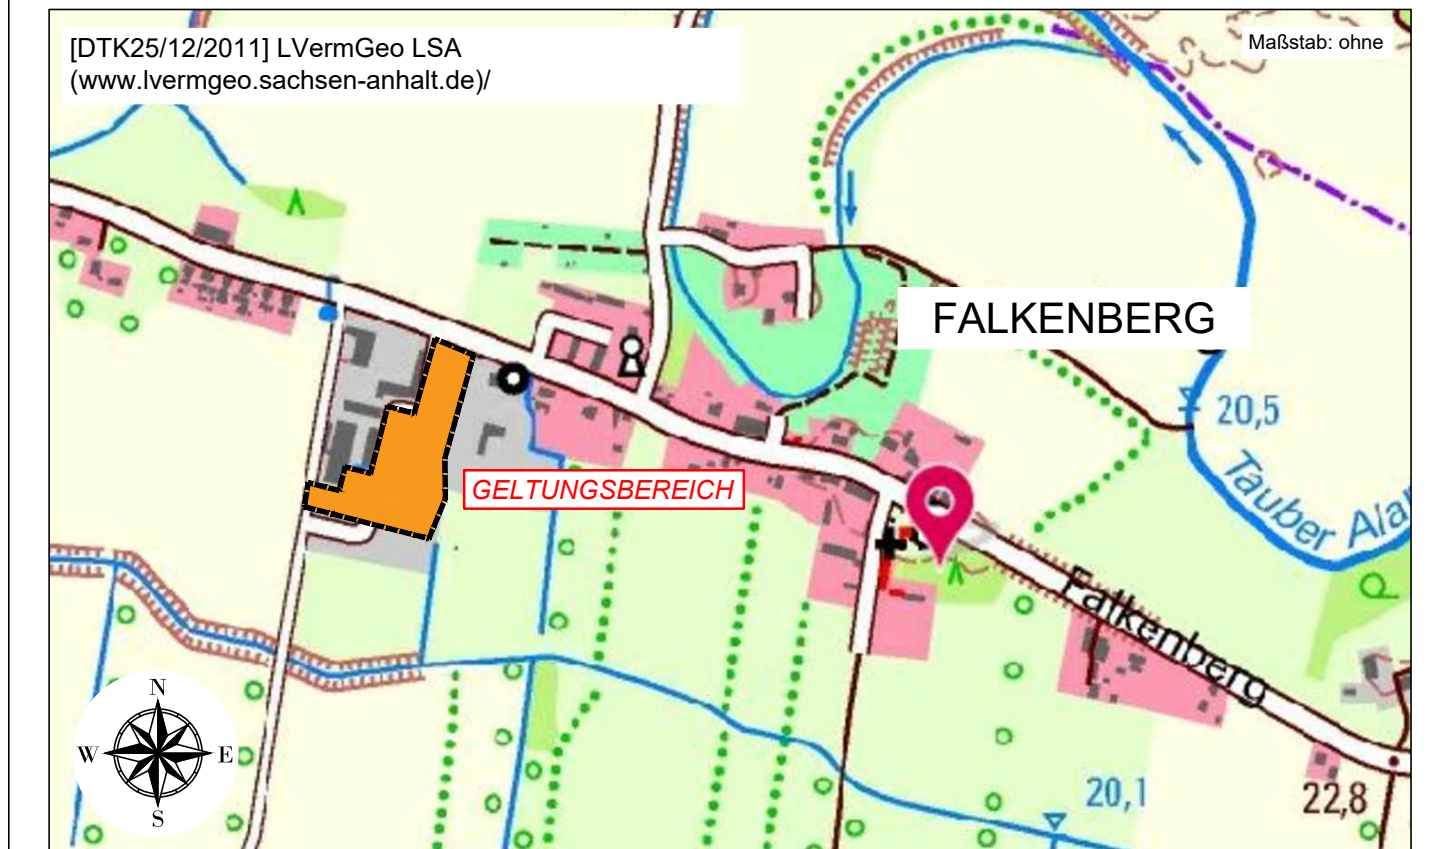 [DTK25/12/2011] LVermGeo LSA
(www.lvermgeo.sachsen-anhalt.de)/
Maßstab: ohne
FALKENBERG
20,5
GELTUNGSBEREICH
Tauber Ala
Falkenberg
N
W
E
S
20,1
22,8